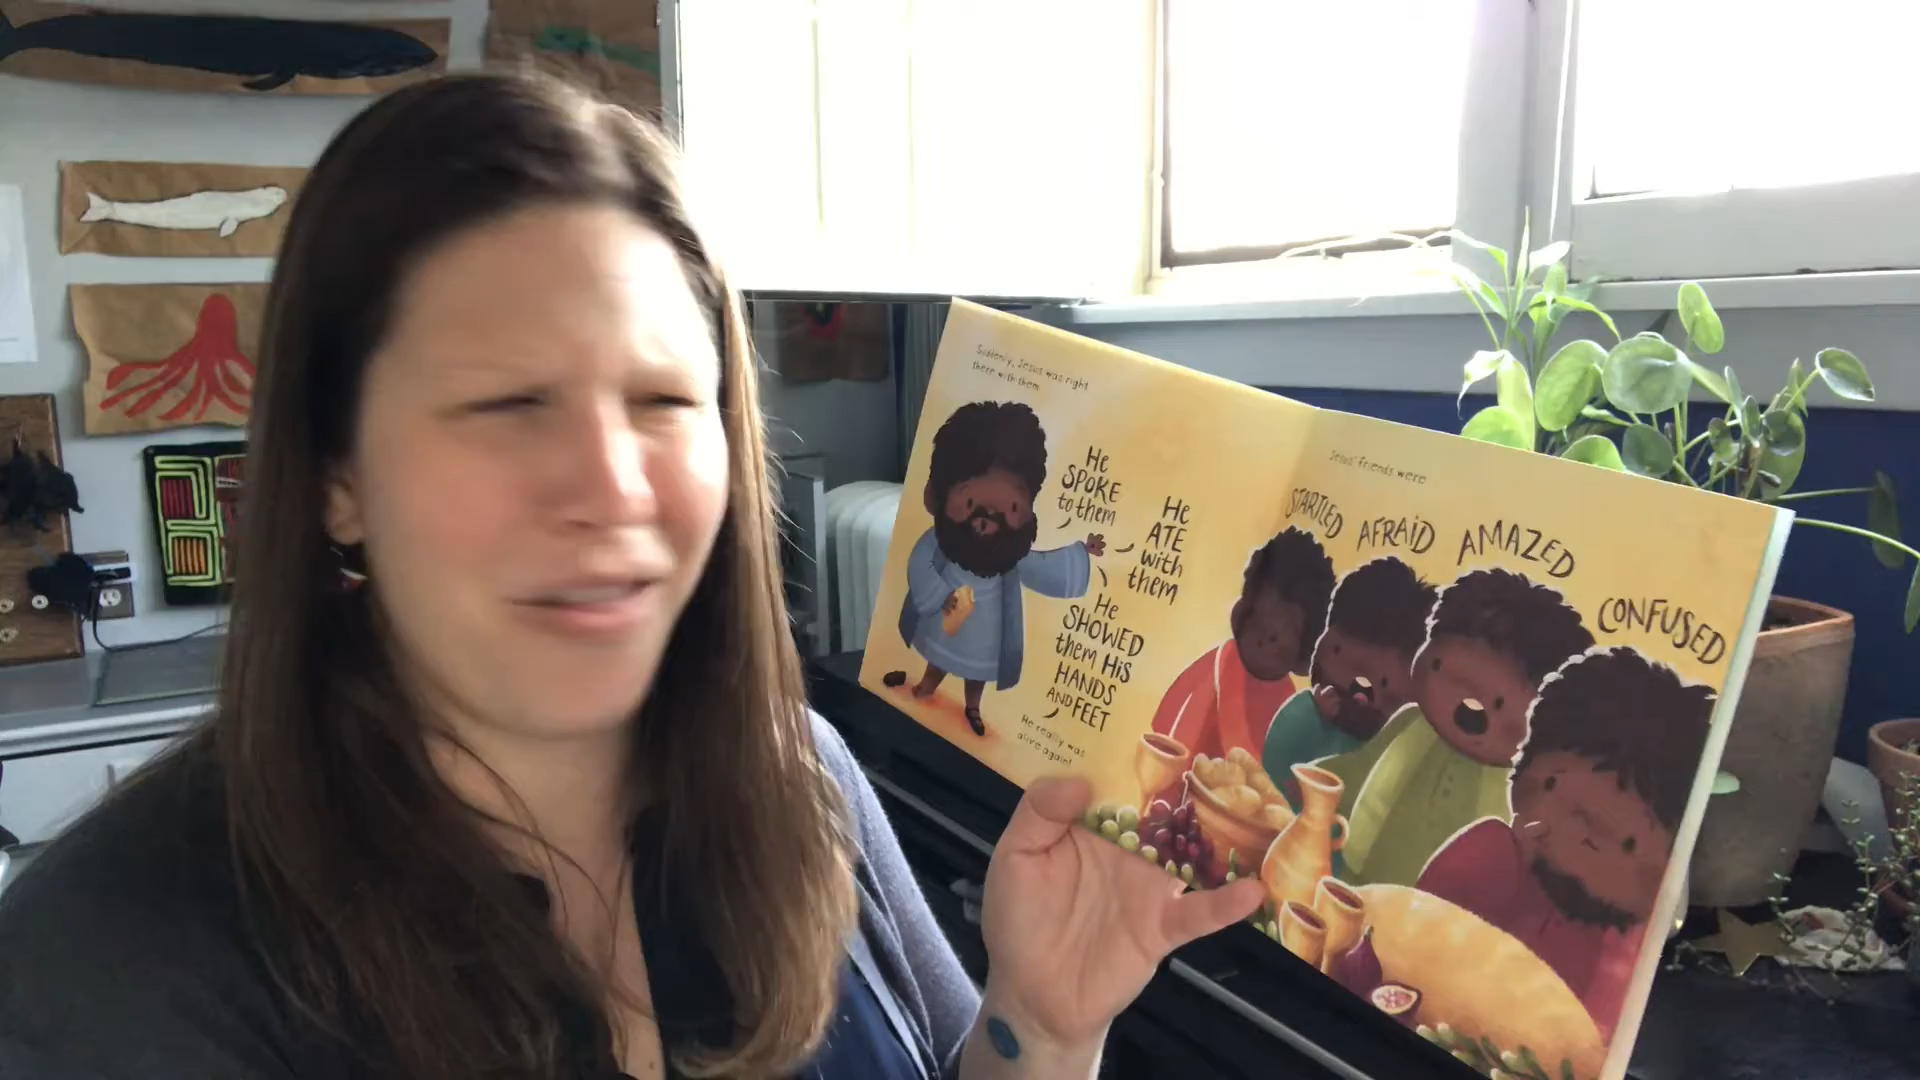 Suddenly, Jesus was right
there with them.
He
SPOKE
to them
He
ATE
with
them
He
SHOWED
them His
HANDS
AND FEET
He really was
alive again!
Jesus' friends were
STARTLED
AFRAID
AMAZED
CONFUSED